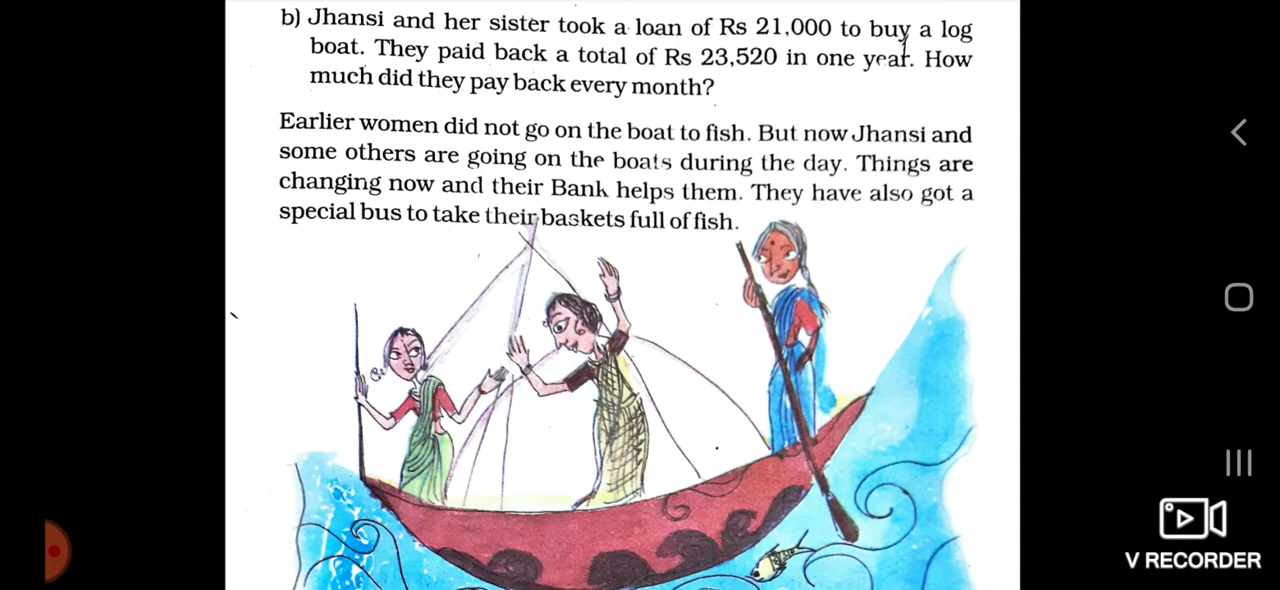 b) Jhansi and her sister took a loan of Rs 21,000 to buy a log
boat. They paid back a total of Rs 23,520 in one year. How
much did they pay back every month?
Earlier women did not go on the boat to fish. But now Jhansi and
some others are going on the boats during the day. Things are
changing now and their Bank helps them. They have also got a
special bus to take their baskets full of fish.
V RECORDER